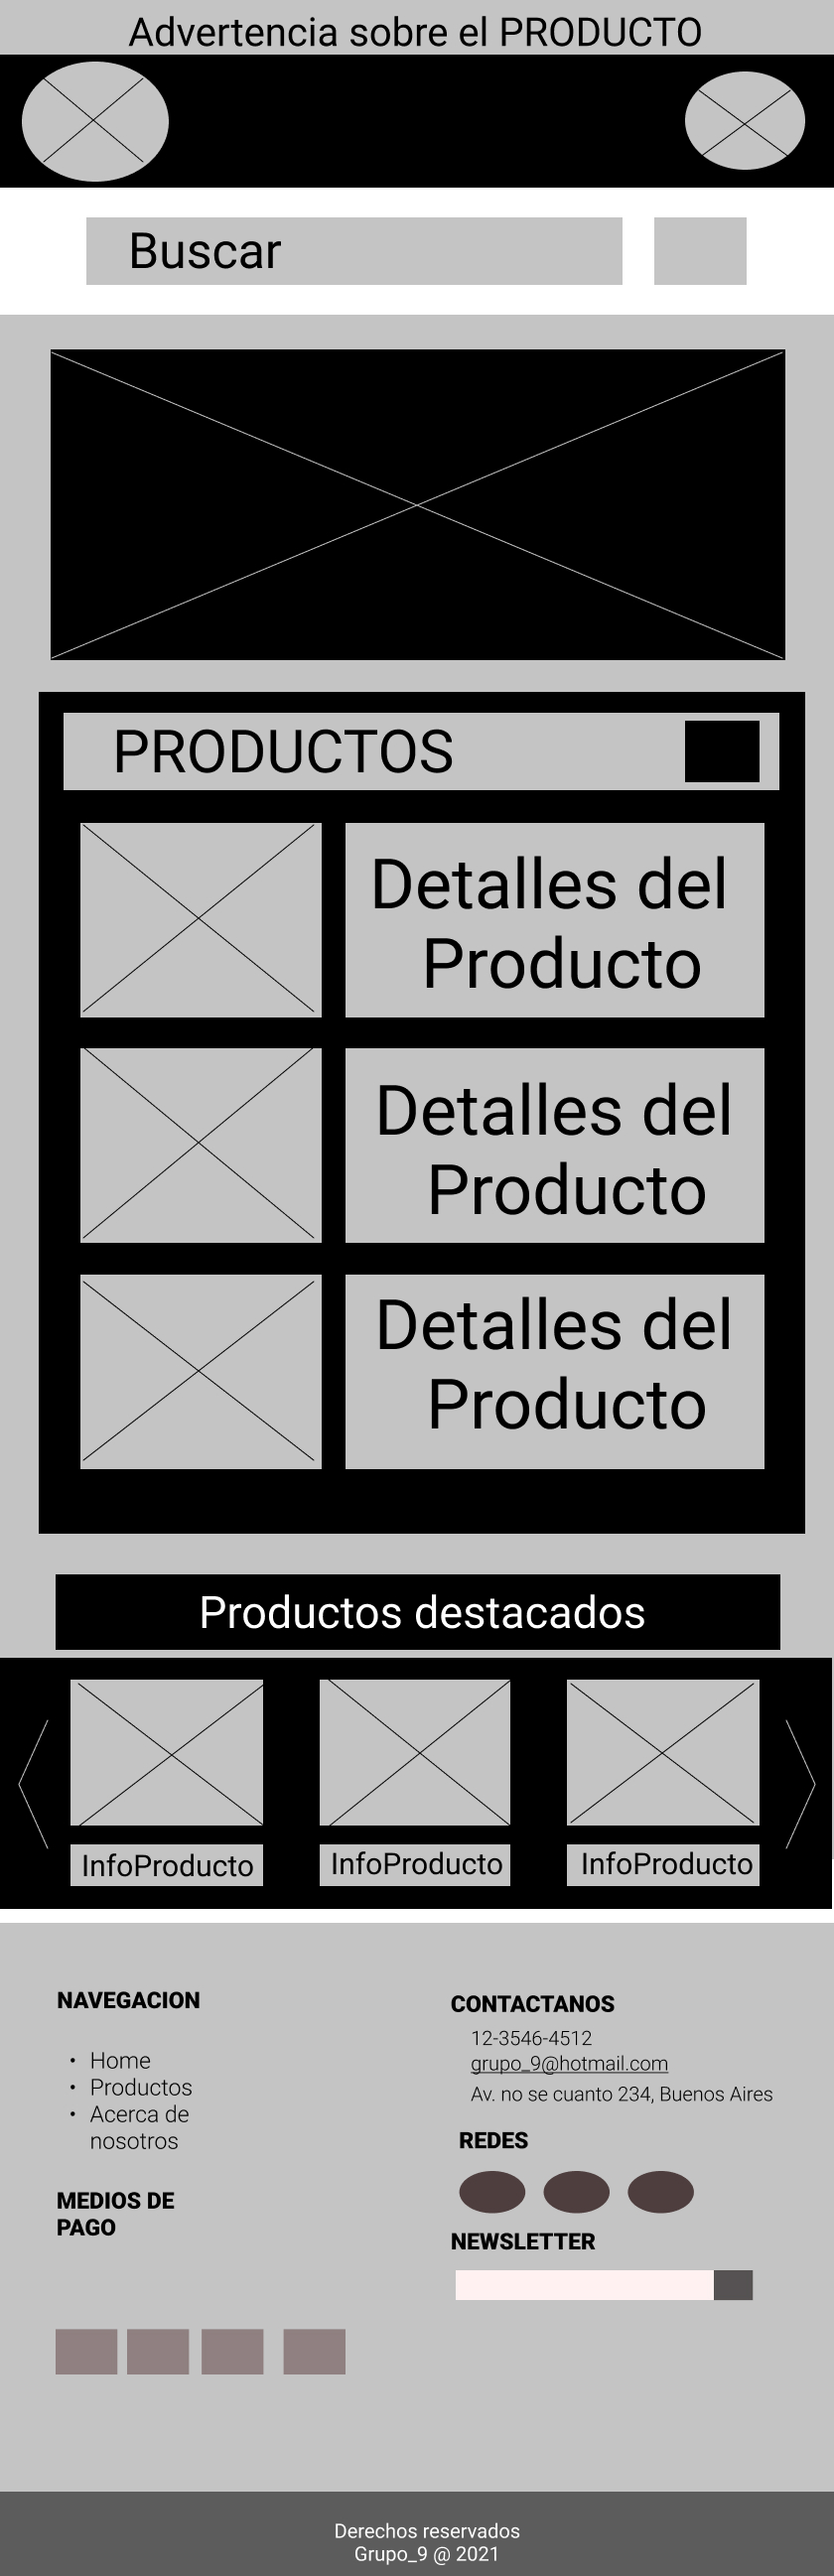 Advertencia sobre el PRODUCTO
Buscar
PRODUCTOS
Detalles del
Producto
Detalles del
Producto
Detalles del
Producto
Productos destacados
InfoProducto
InfoProducto
InfoProducto
NAVEGACION
• Home
• Productos
• Acerca de
nosotros
MEDIOS DE
PAGO
CONTACTANOS
12-3546-4512
grupo_9@hotmail.com
Av. no se cuanto 234, Buenos Aires
REDES
NEWSLETTER
Derechos reservados
Grupo_9 @ 2021